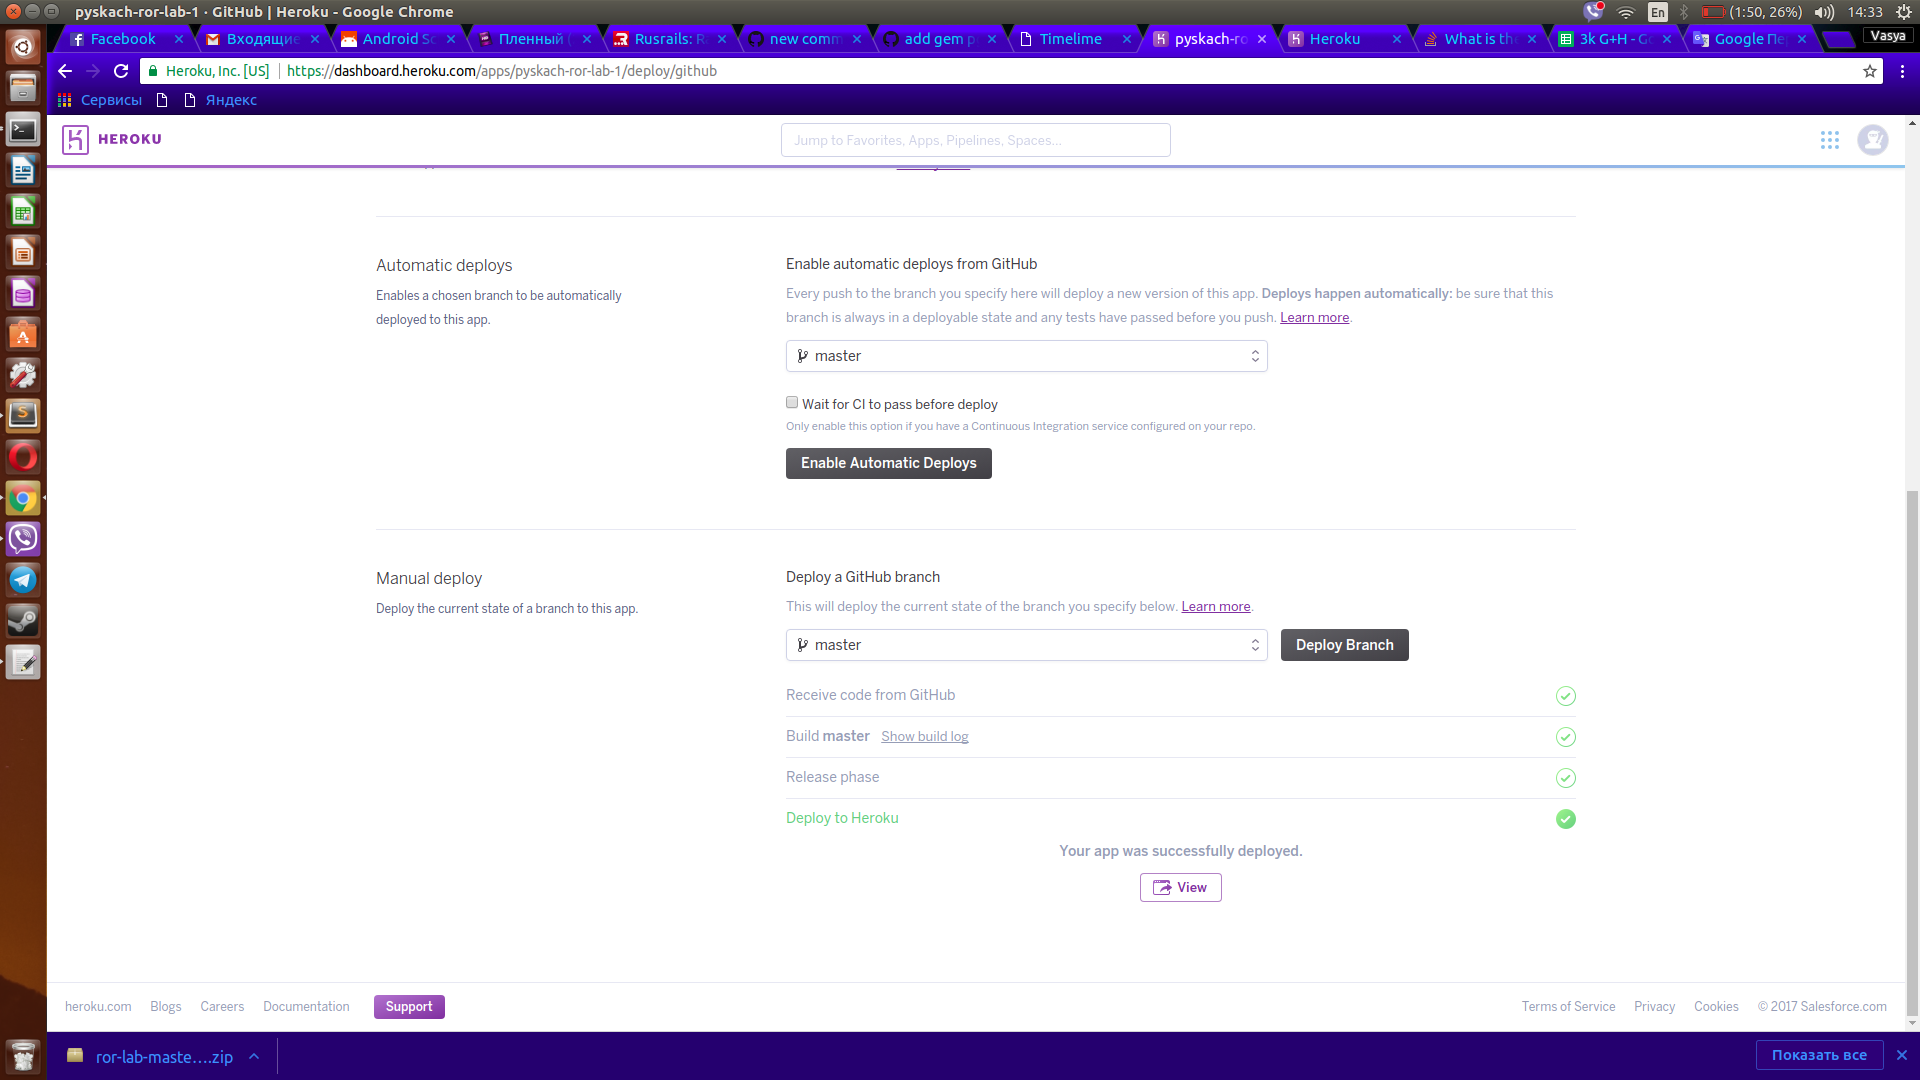 pyskach-ror-lab-1 · GitHub | Heroku - Google Chrome
En
(1:50, 26%)
14:33
Facebook
Входящие
Android
Пленный
Rusrails:
new comm
add gem p
Timelime
pyskach-ro
Heroku
What is the
3k G+H - G
Google Пе
Vasya
Heroku, Inc. [US]
https://dashboard.heroku.com/apps/pyskach-ror-lab-1/deploy/github
Сервисы
Яндекс
HEROKU
Jump to Favorites, Apps, Pipelines, Spaces...
Automatic deploys
Enables a chosen branch to be automatically
deployed to this app.
Enable automatic deploys from GitHub
Every push to the branch you specify here will deploy a new version of this app. Deploys happen automatically: be sure that this
branch is always in a deployable state and any tests have passed before you push. Learn more.
master
Wait for CI to pass before deploy
Only enable this option if you have a Continuous Integration service configured on your repo.
Enable Automatic Deploys
Manual deploy
Deploy the current state of a branch to this app.
Deploy a GitHub branch
This will deploy the current state of the branch you specify below. Learn more.
master
Deploy Branch
Receive code from GitHub
Build master Show build log
Release phase
Deploy to Heroku
Your app was successfully deployed.
View
heroku.com
Blogs
Careers
Documentation
Support
Terms of Service
Privacy
Cookies
© 2017 Salesforce.com
ror-lab-maste....zip
Показать все